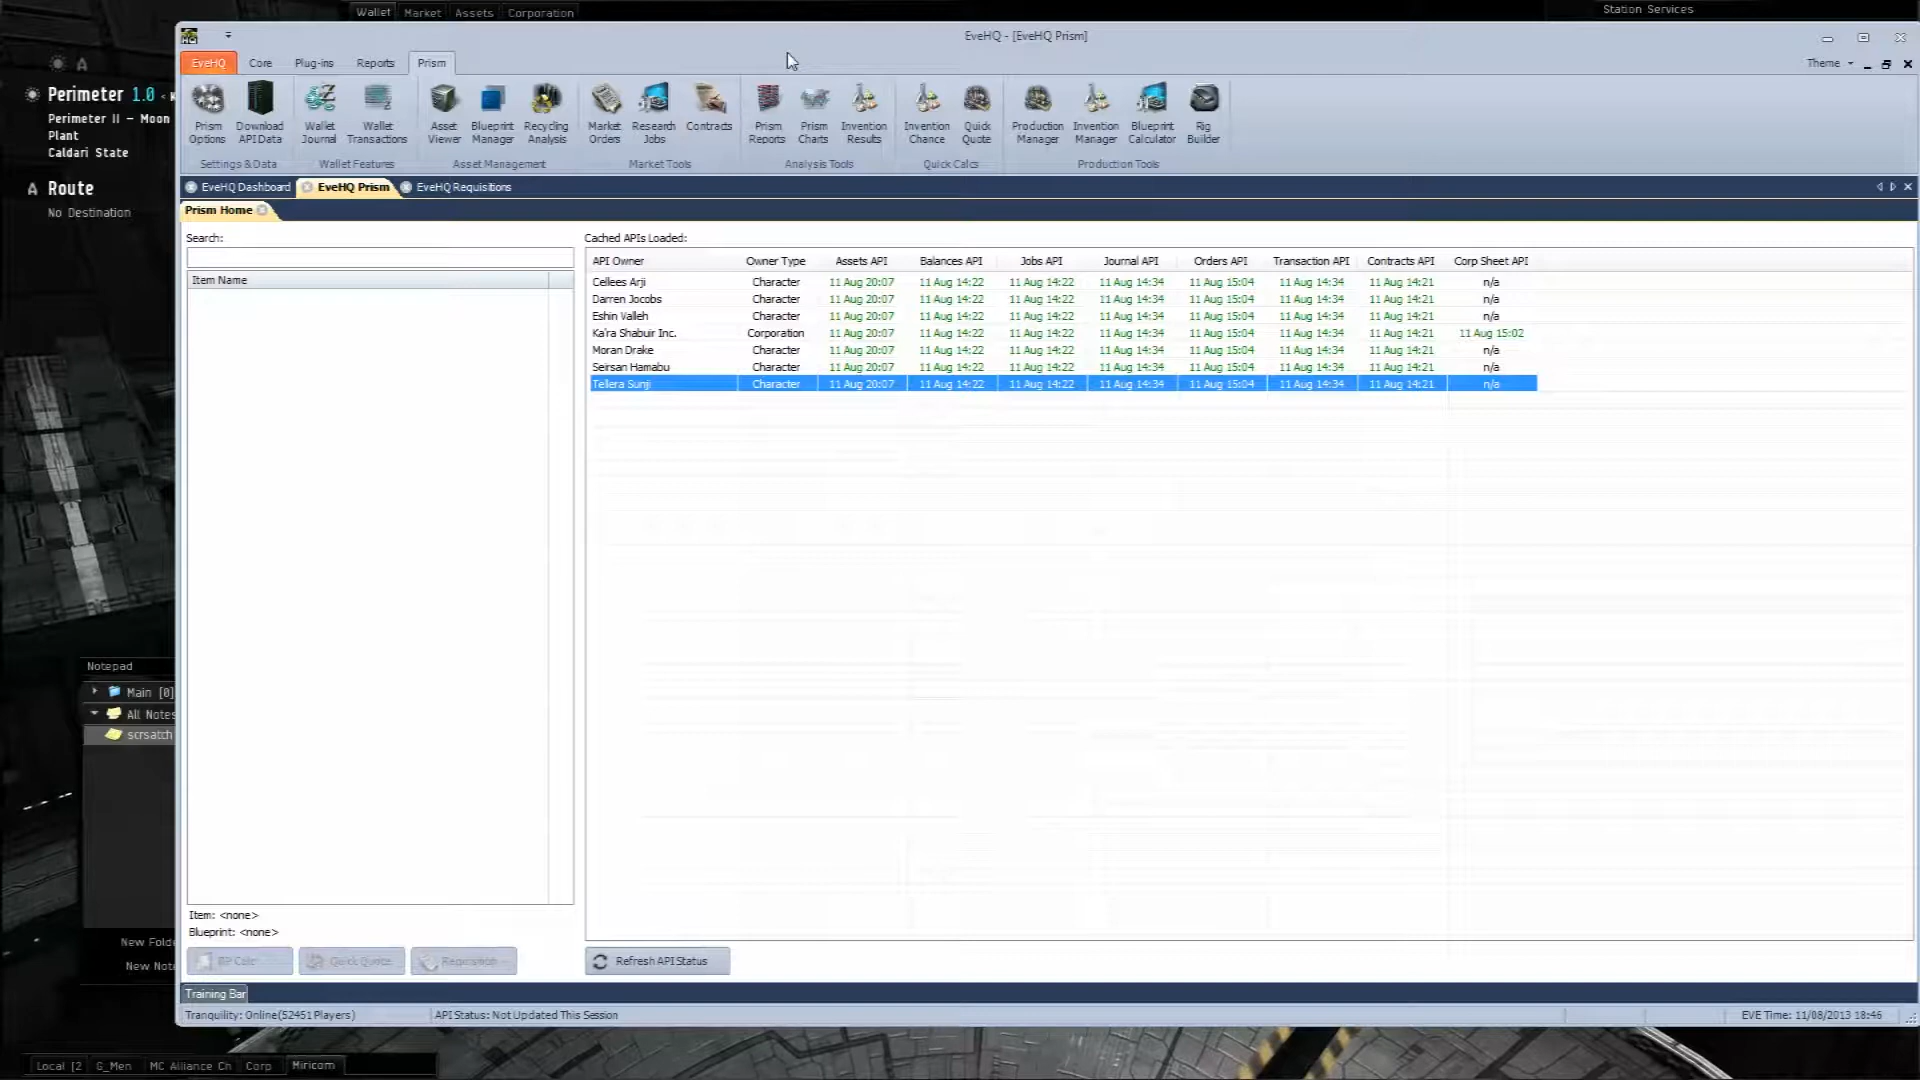 Wallet Market Assets Corporation
Station Services
EveHQ - [EveHQ Prism]
EveHQ Core Plug-ins Reports Prism
Theme
Prism Options
Download API Data
Wallet Journal
Wallet Transactions
Asset Viewer
Blueprint Manager
Recycling Analysis
Market Orders
Research Jobs
Contracts
Prism Reports
Prism Charts
Invention Results
Invention Chance
Quick Quote
Production Manager
Invention Manager
Blueprint Calculator
Rig Builder
Settings & Data Wallet Features Asset Management Market Tools Analysis Tools Quick Calcs Production Tools
A
Perimeter 1.0 <
Perimeter II - Moon
Plant
Caldari State
A Route
No Destination
EveHQ Dashboard EveHQ Prism EveHQ Requisitions
Prism Home
Search:
Item Name
Cached APIs Loaded:
API Owner Owner Type Assets API Balances API Jobs API Journal API Orders API Transaction API Contracts API Corp Sheet API
Cellees Arji Character 11 Aug 20:07 11 Aug 14:22 11 Aug 14:22 11 Aug 14:34 11 Aug 15:04 11 Aug 14:34 11 Aug 14:21 n/a
Darren Jocobs Character 11 Aug 20:07 11 Aug 14:22 11 Aug 14:22 11 Aug 14:34 11 Aug 15:04 11 Aug 14:34 11 Aug 14:21 n/a
Eshin Valleh Character 11 Aug 20:07 11 Aug 14:22 11 Aug 14:22 11 Aug 14:34 11 Aug 15:04 11 Aug 14:34 11 Aug 14:21 n/a
Ka'ra Shabuir Inc. Corporation 11 Aug 20:07 11 Aug 14:22 11 Aug 14:22 11 Aug 14:34 11 Aug 15:04 11 Aug 14:34 11 Aug 14:21 11 Aug 15:02
Moran Drake Character 11 Aug 20:07 11 Aug 14:22 11 Aug 14:22 11 Aug 14:34 11 Aug 15:04 11 Aug 14:34 11 Aug 14:21 n/a
Seirsan Hamabu Character 11 Aug 20:07 11 Aug 14:22 11 Aug 14:22 11 Aug 14:34 11 Aug 15:04 11 Aug 14:34 11 Aug 14:21 n/a
Tellera Sunji Character 11 Aug 20:07 11 Aug 14:22 11 Aug 14:22 11 Aug 14:34 11 Aug 15:04 11 Aug 14:34 11 Aug 14:21 n/a
Notepad
Main [0]
All Notes
scrsatch
New Folde
New Note
Item: <none>
Blueprint: <none>
BP Calc Quick Quote Requisition
Refresh API Status
Training Bar
Tranquility: Online (52451 Players) API Status: Not Updated This Session EVE Time: 11/08/2013 18:46
Local [2 G_Men MC Alliance Ch Corp Miricom